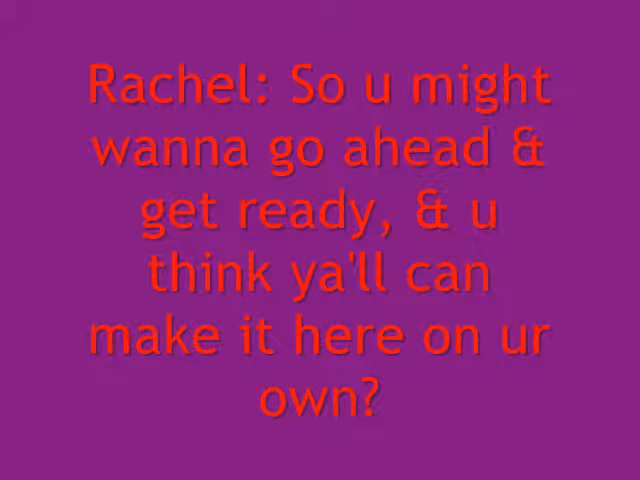 Rachel: So u might
wanna go ahead &
get ready, & u
think ya'll can
make it here on ur
own?